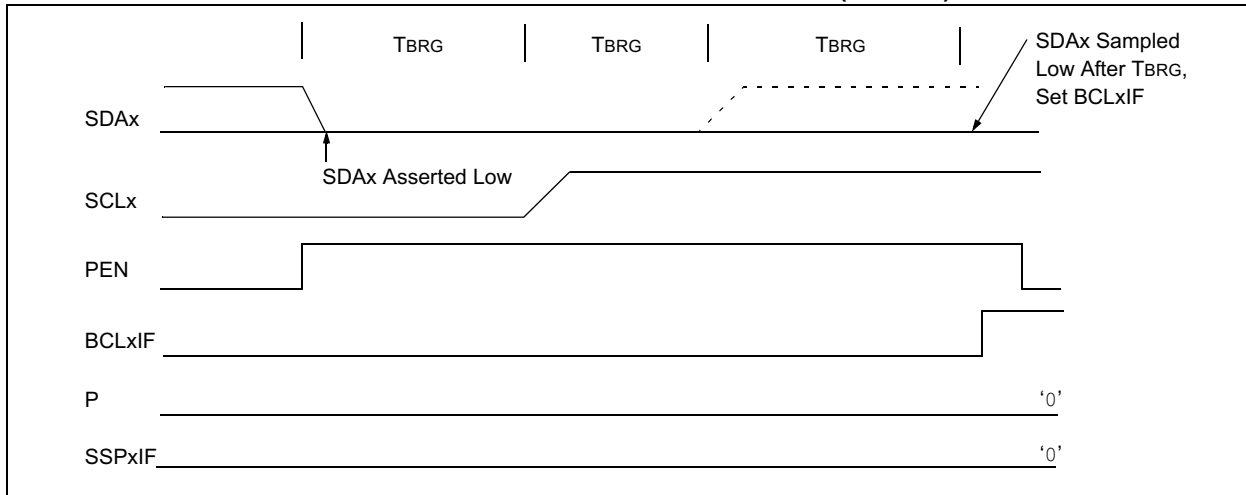 TBRG TBRG TBRG
SDAx Sampled
Low After TBRG,
Set BCLxIF
SDAx
SDAx Asserted Low
SCLx
PEN
BCLxIF
P ‘0’
SSPxIF ‘0’